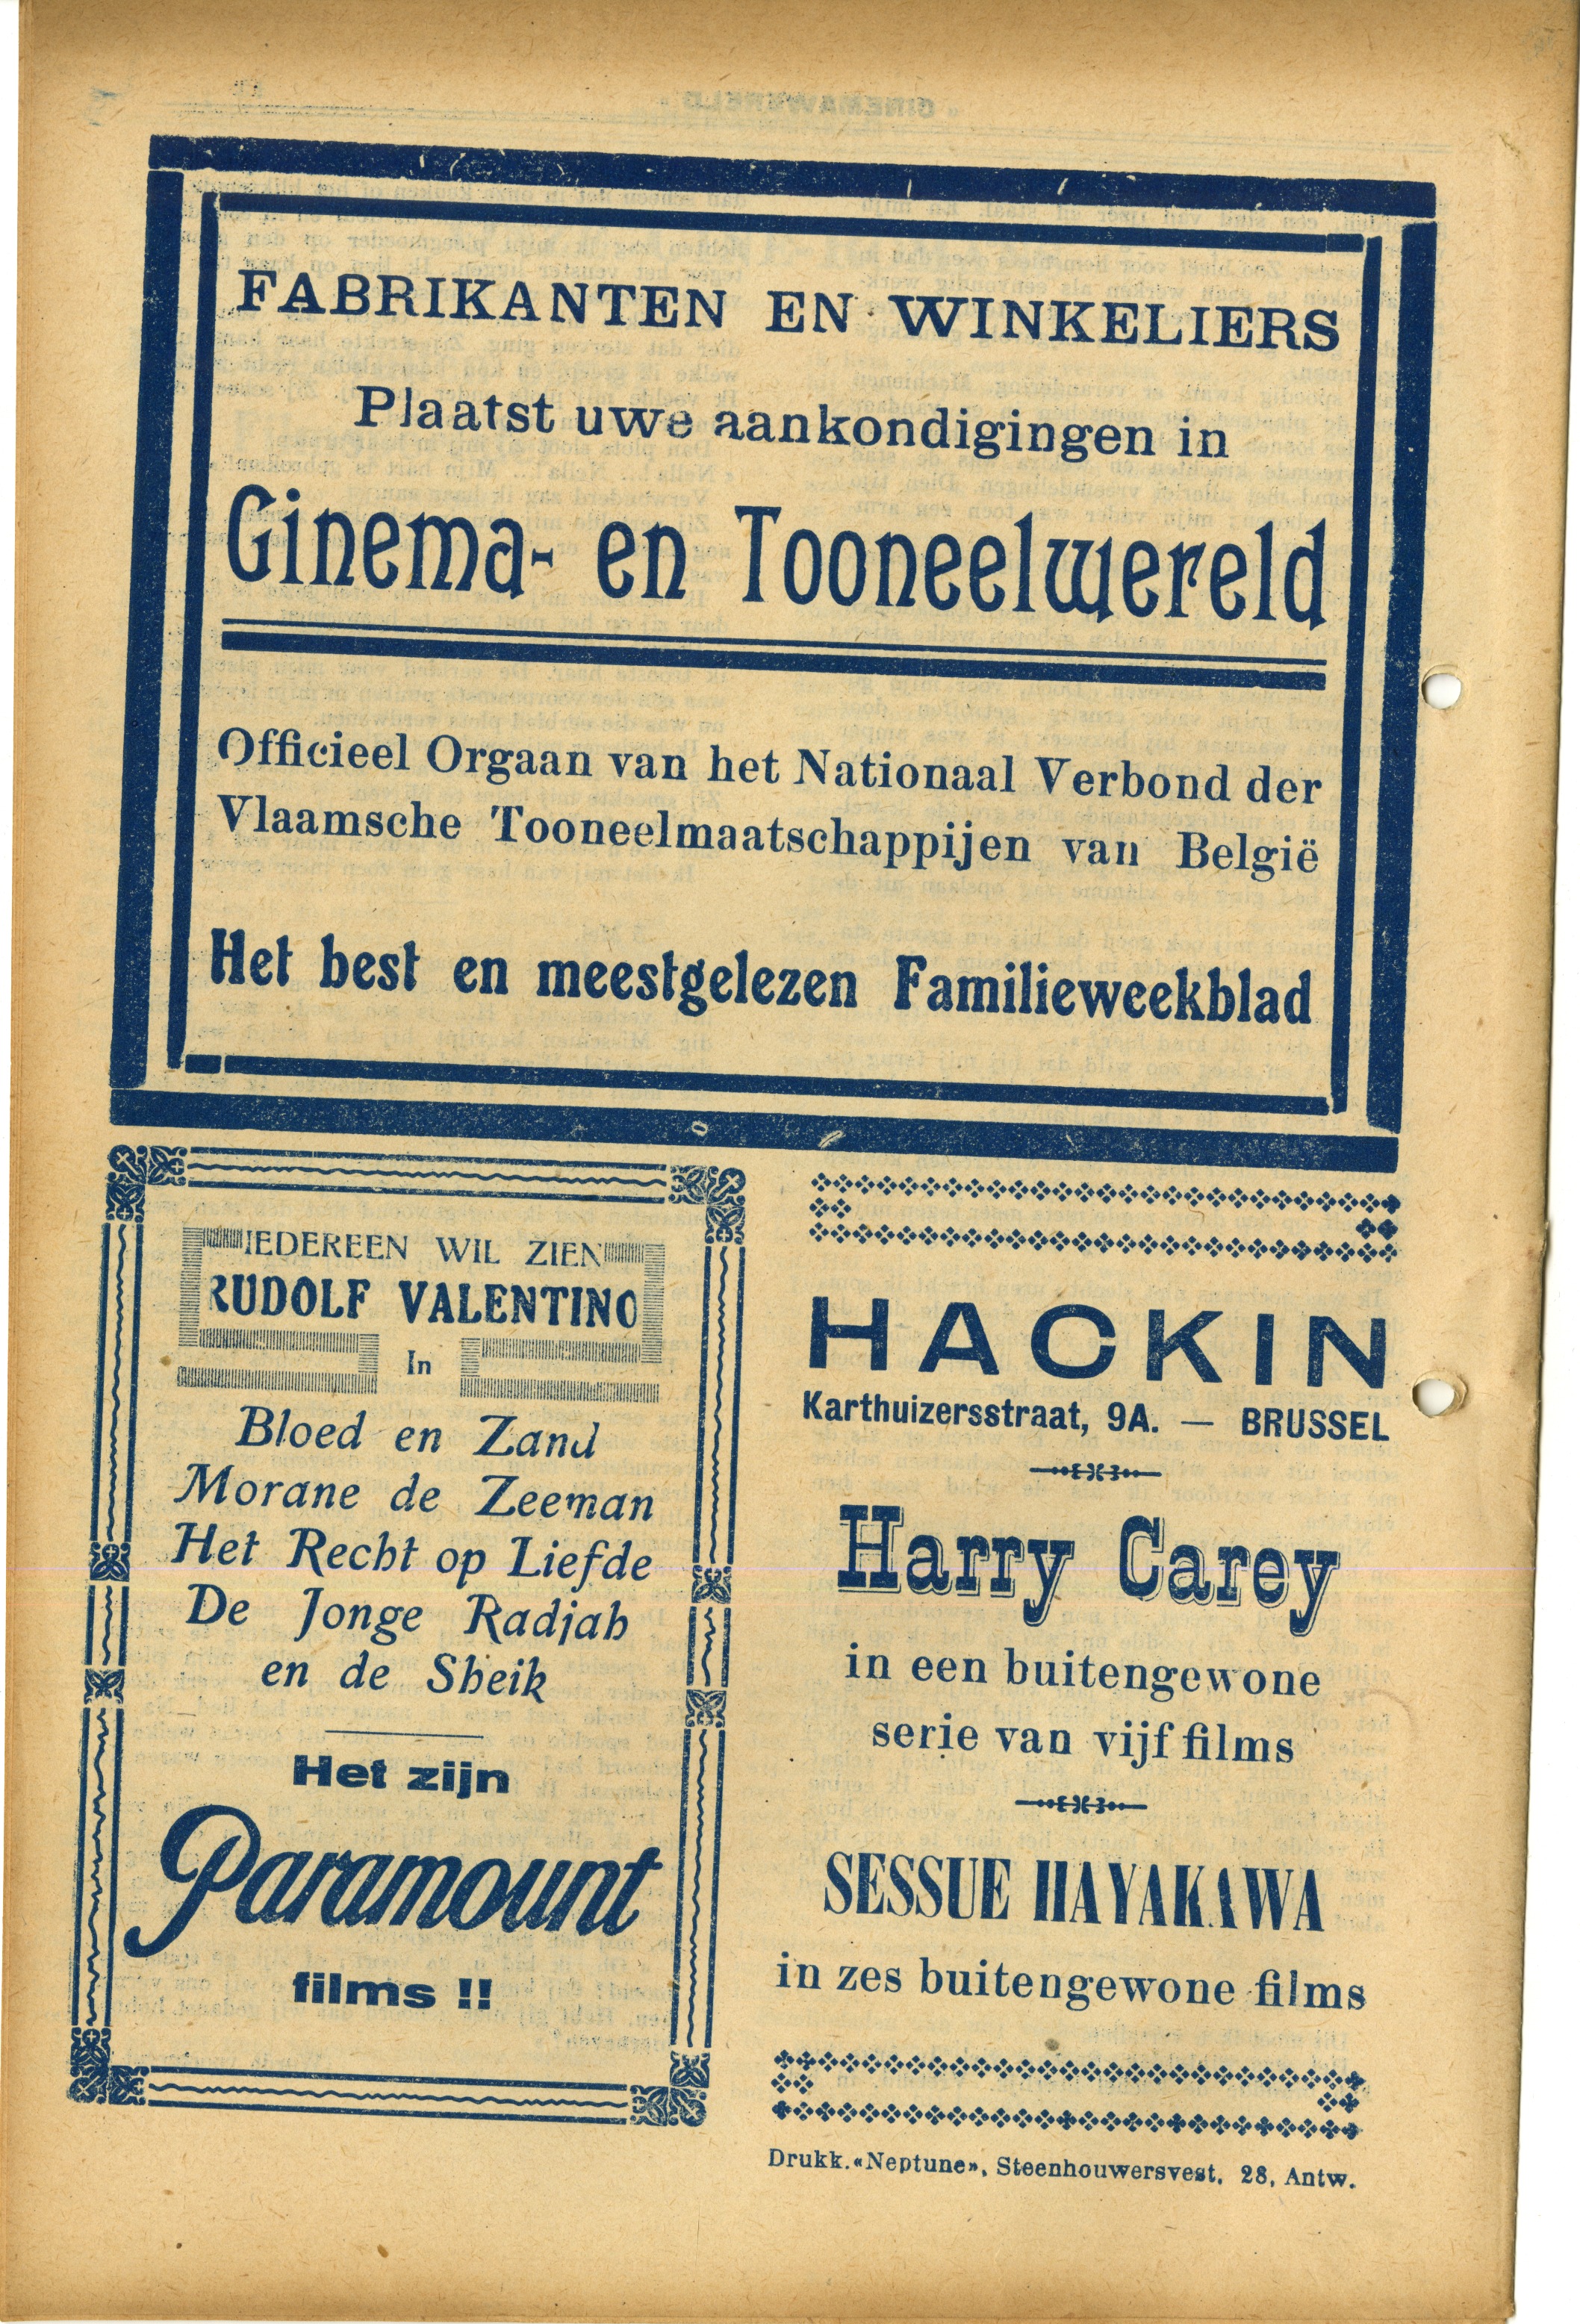 FABRIKANTEN EN WINKELIERS
Plaatst uwe aankondigingen in
Cinema- en Tooneelwereld
Officieel Orgaan van het Nationaal Verbond der
Vlaamsche Tooneelmaatschappijen van België
Het best en meestgelezen Familieweekblad
IEDEREEN WIL ZIEN
RUDOLF VALENTINO
In
Bloed en Zand
Morane de Zeeman
Het Recht op Liefde
De Jonge Radjah
en de Sheik
Het zijn
Paramount
films !!
HACKIN
Karthuizersstraat, 9A. — BRUSSEL
Harry Carey
in een buitengewone
serie van vijf films
SESSUE HAYAKAWA
in zes buitengewone films
Drukk. «Neptune», Steenhouwersvest, 28, Antw.